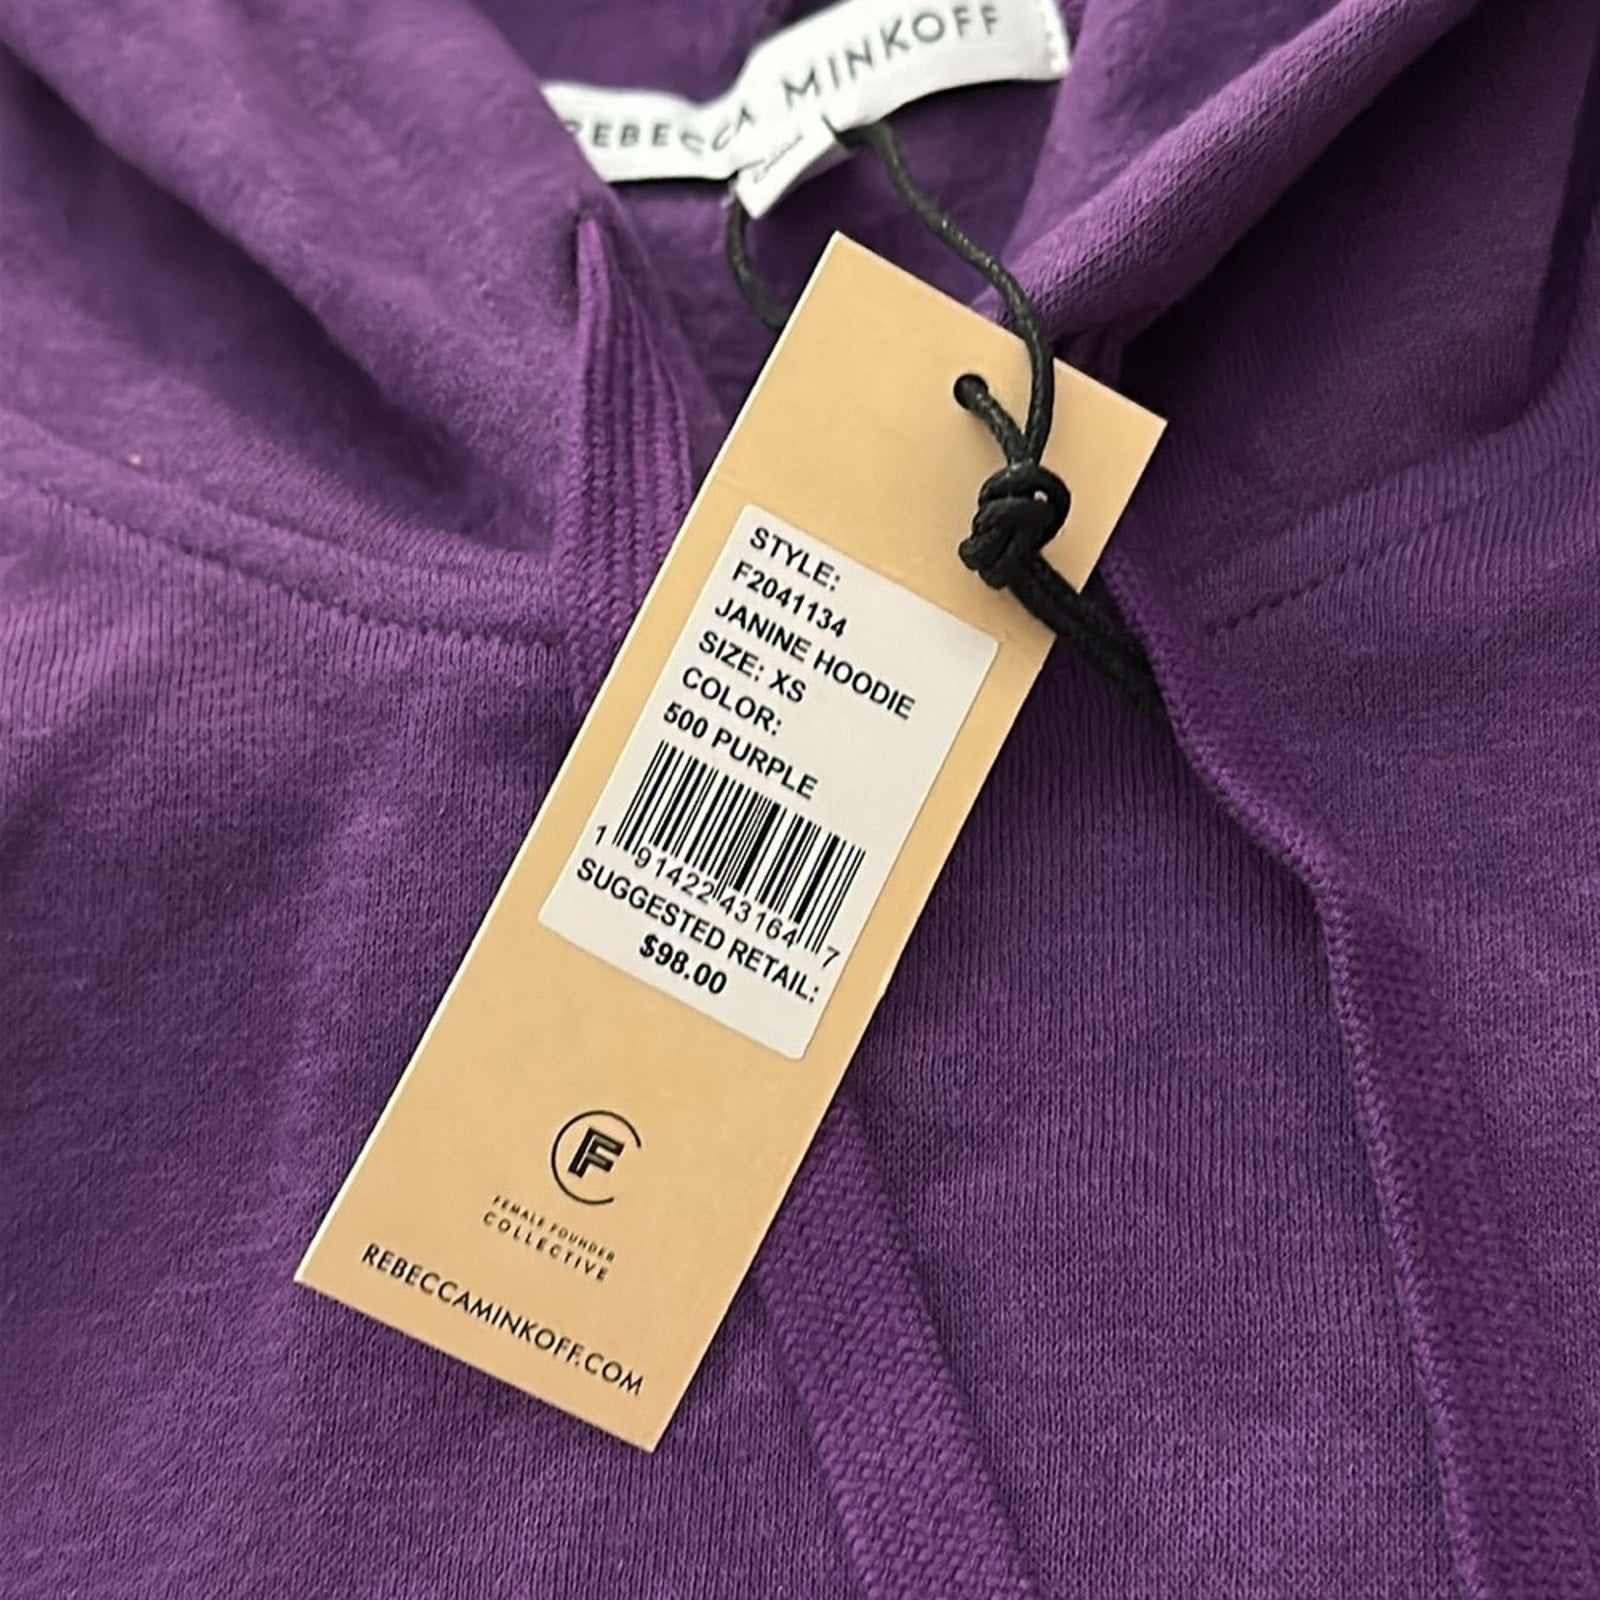 REBECCA MINKOFF
STYLE:
F2041134
JANINE HOODIE
SIZE: XS
COLOR:
500 PURPLE
1 91422 43164 7
SUGGESTED RETAIL:
$98.00
F
FEMALE FOUNDER
COLLECTIVE
REBECCAMINKOFF.COM